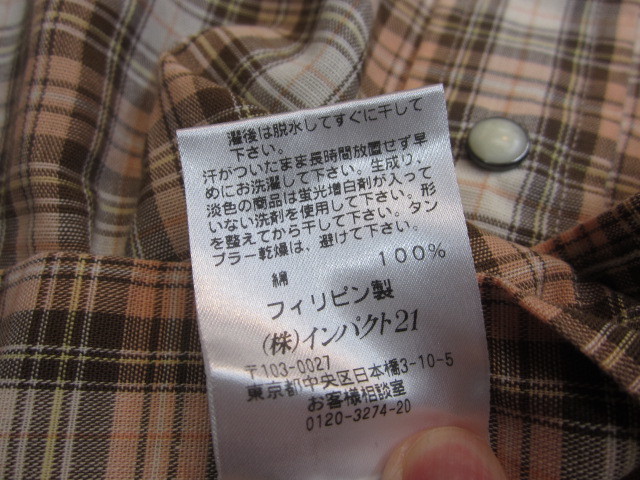 濯後は脱水してすぐに干して
下さい。
汗がついたまま長時間放置せず早
めにお洗濯して下さい。生成り、
淡色の商品は蛍光増白剤が入って
いない洗剤を使用して下さい。形
を整えてから干して下さい。タン
ブラー乾燥は、避けて下さい。
綿 100%
フィリピン製
(株)インパクト21
〒103-0027
東京都中央区日本橋3-10-5
お客様相談室
0120-3274-20